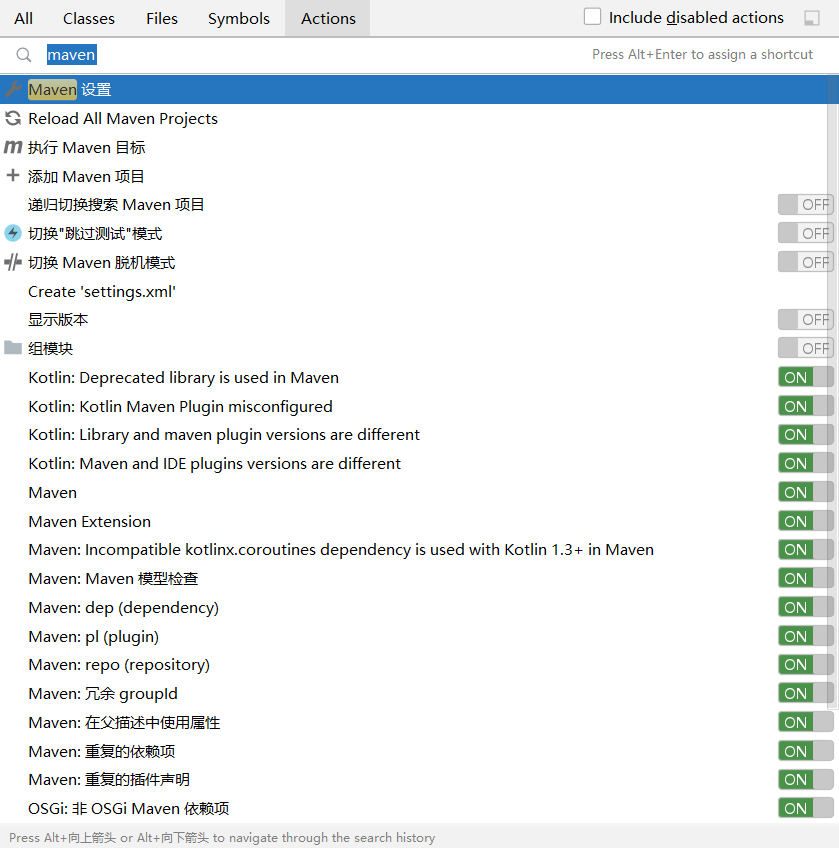 All Classes Files Symbols Actions Include disabled actions
maven Press Alt+Enter to assign a shortcut
Maven 设置
Reload All Maven Projects
执行 Maven 目标
添加 Maven 项目
递归切换搜索 Maven 项目 OFF
切换"跳过测试"模式 OFF
切换 Maven 脱机模式 OFF
Create 'settings.xml'
显示版本 OFF
组模块 OFF
Kotlin: Deprecated library is used in Maven ON
Kotlin: Kotlin Maven Plugin misconfigured ON
Kotlin: Library and maven plugin versions are different ON
Kotlin: Maven and IDE plugins versions are different ON
Maven ON
Maven Extension ON
Maven: Incompatible kotlinx.coroutines dependency is used with Kotlin 1.3+ in Maven ON
Maven: Maven 模型检查 ON
Maven: dep (dependency) ON
Maven: pl (plugin) ON
Maven: repo (repository) ON
Maven: 冗余 groupId ON
Maven: 在父描述中使用属性 ON
Maven: 重复的依赖项 ON
Maven: 重复的插件声明 ON
OSGi: 非 OSGi Maven 依赖项 ON
Press Alt+向上箭头 or Alt+向下箭头 to navigate through the search history